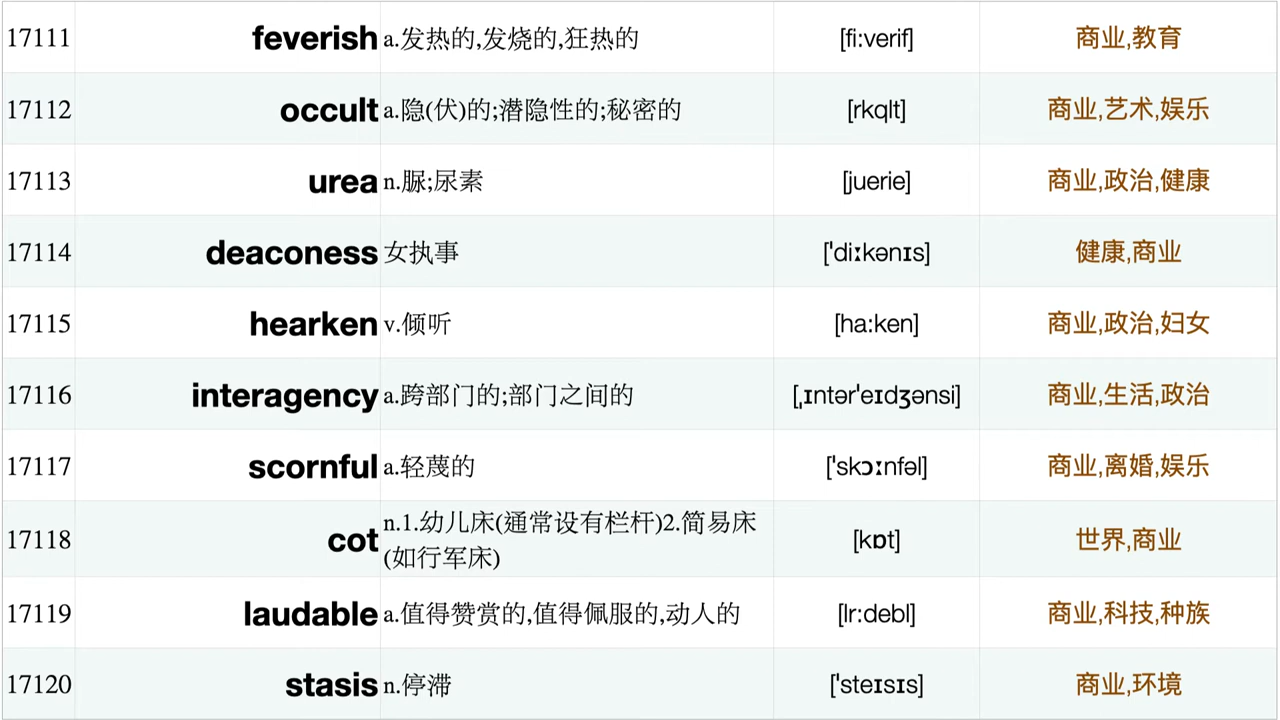 17111 feverish a.发热的,发烧的,狂热的 [fi:verif] 商业,教育
17112 occult a.隐(伏)的;潜隐性的;秘密的 [rkqlt] 商业,艺术,娱乐
17113 urea n.脲;尿素 [juerie] 商业,政治,健康
17114 deaconess 女执事 ['diːkənɪs] 健康,商业
17115 hearken v.倾听 [ha:ken] 商业,政治,妇女
17116 interagency a.跨部门的;部门之间的 [ˌɪntər'eɪdʒənsi] 商业,生活,政治
17117 scornful a.轻蔑的 ['skɔːnfəl] 商业,离婚,娱乐
17118 cot n.1.幼儿床(通常设有栏杆)2.简易床
(如行军床) [kɒt] 世界,商业
17119 laudable a.值得赞赏的,值得佩服的,动人的 [lr:debl] 商业,科技,种族
17120 stasis n.停滞 ['steɪsɪs] 商业,环境